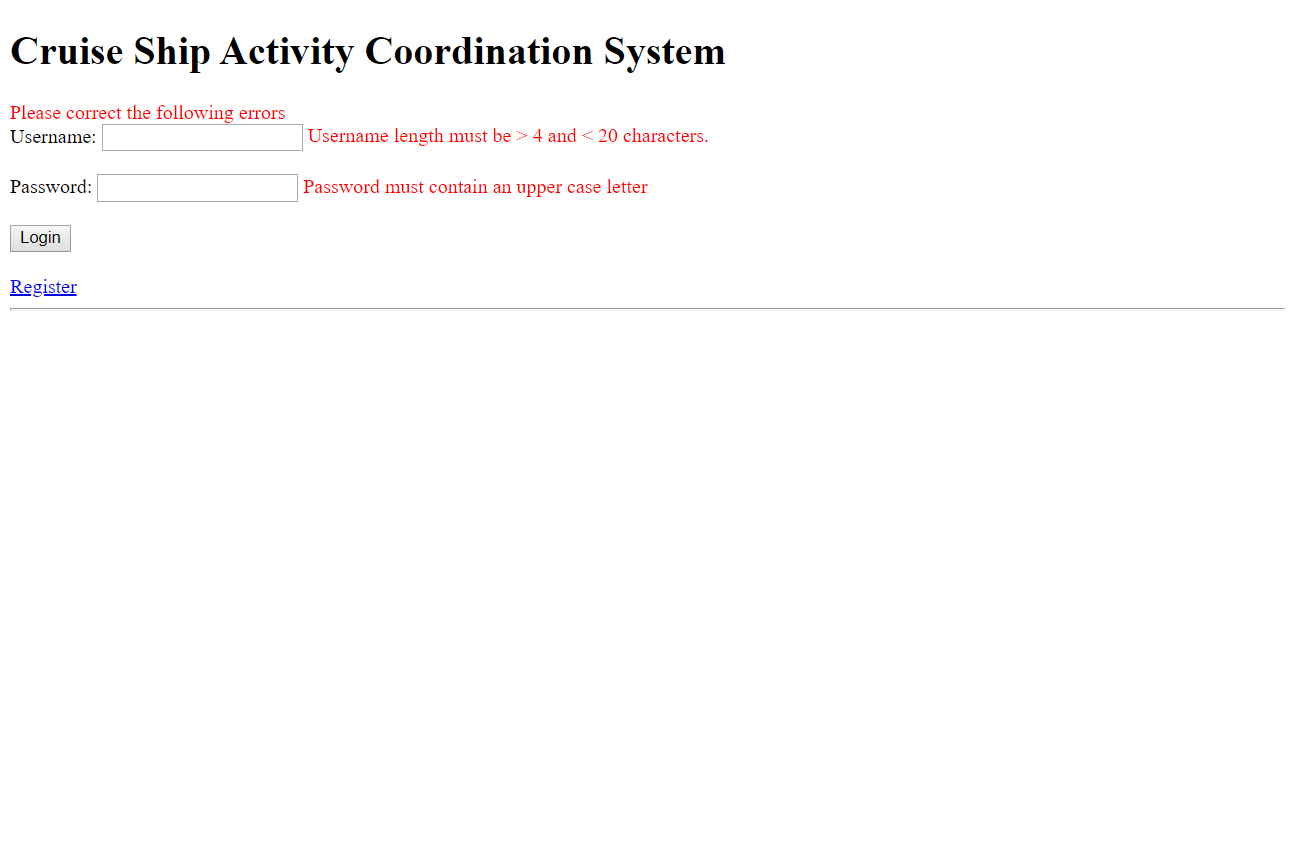 Cruise Ship Activity Coordination System
Please correct the following errors
Username: Username length must be > 4 and < 20 characters.
Password: Password must contain an upper case letter
Login
Register